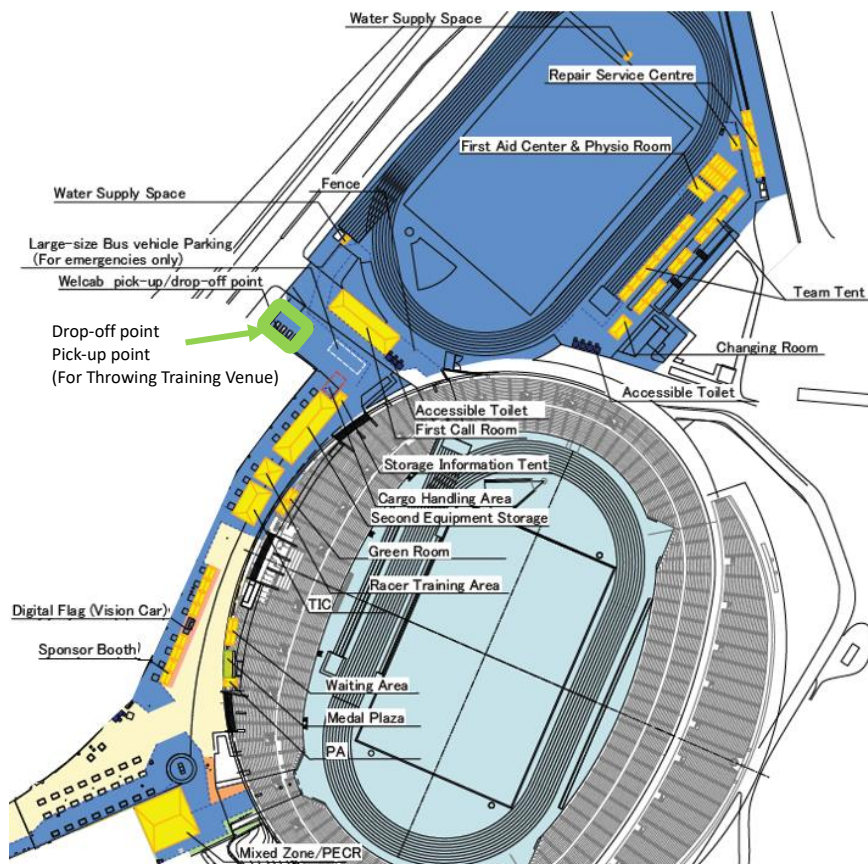 Water Supply Space
Repair Service Centre
First Aid Center & Physio Room
Fence
Water Supply Space
Large-size Bus vehicle Parking
(For emergencies only)
Welcab pick-up/drop-off point
Team Tent
Drop-off point
Pick-up point
(For Throwing Training Venue)
Changing Room
Accessible Toilet
Accessible Toilet
First Call Room
Storage Information Tent
Cargo Handling Area
Second Equipment Storage
Green Room
Racer Training Area
TIC
Digital Flag (Vision Car)
Sponsor Booth
Waiting Area
Medal Plaza
PA
Mixed Zone/PECR